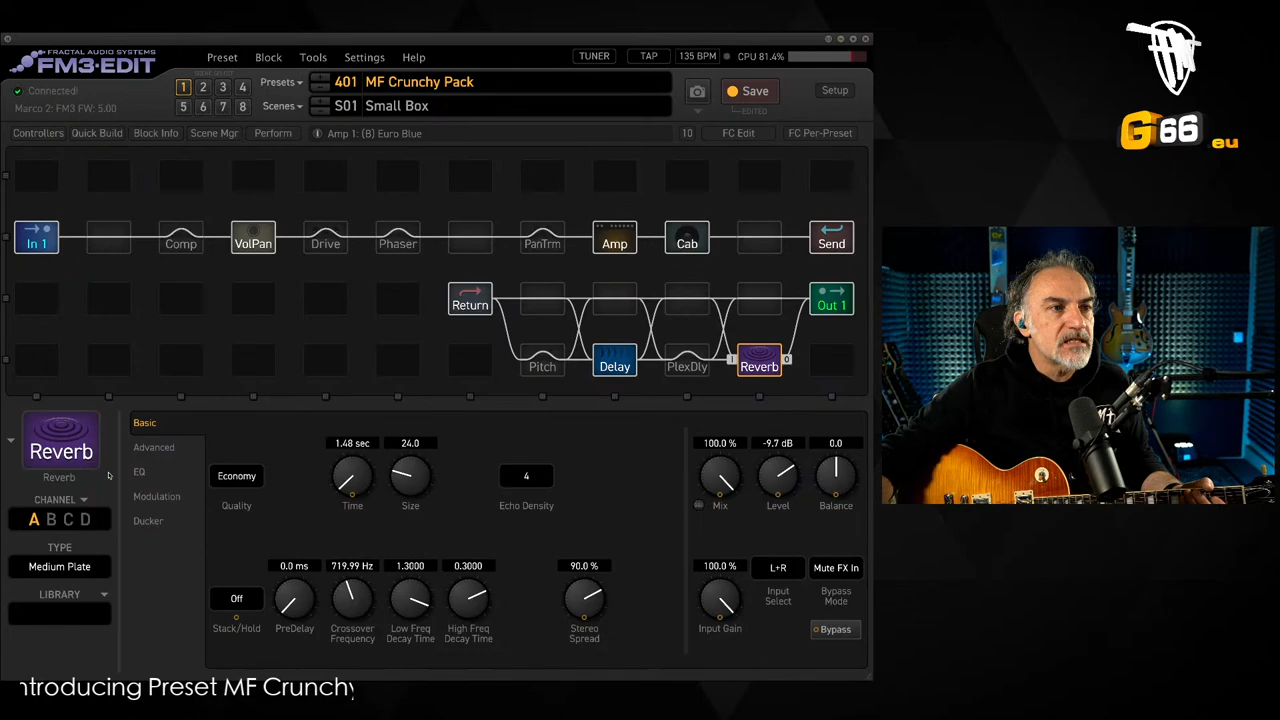 FRACTAL AUDIO SYSTEMS
FM3-EDIT
Preset Block Tools Settings Help
TUNER TAP 135 BPM CPU 81.4%
Connected!
Marco 2: FM3 FW: 5.00
SCENE SELECT
1 2 3 4
5 6 7 8
Presets 401 MF Crunchy Pack
Scenes S01 Small Box
Save
EDITED
Setup
Controllers Quick Build Block Info Scene Mgr Perform Amp 1: (B) Euro Blue 10 FC Edit FC Per-Preset
In 1 Comp VolPan Drive Phaser PanTrm Amp Cab Send
Return Out 1
Pitch Delay PlexDly I Reverb O
Reverb
Reverb
CHANNEL
A B C D
TYPE
Medium Plate
LIBRARY
Basic
Advanced
EQ
Modulation
Ducker
1.48 sec 24.0 100.0 % -9.7 dB 0.0
Economy 4
Quality Time Size Echo Density Mix Level Balance
0.0 ms 719.99 Hz 1.3000 0.3000 90.0 % 100.0 % L+R Mute FX In
Off
Stack/Hold PreDelay Crossover Frequency Low Freq Decay Time High Freq Decay Time Stereo Spread Input Gain Input Select Bypass Mode
Bypass
G66
.eu
ntroducing Preset MF Crunchy